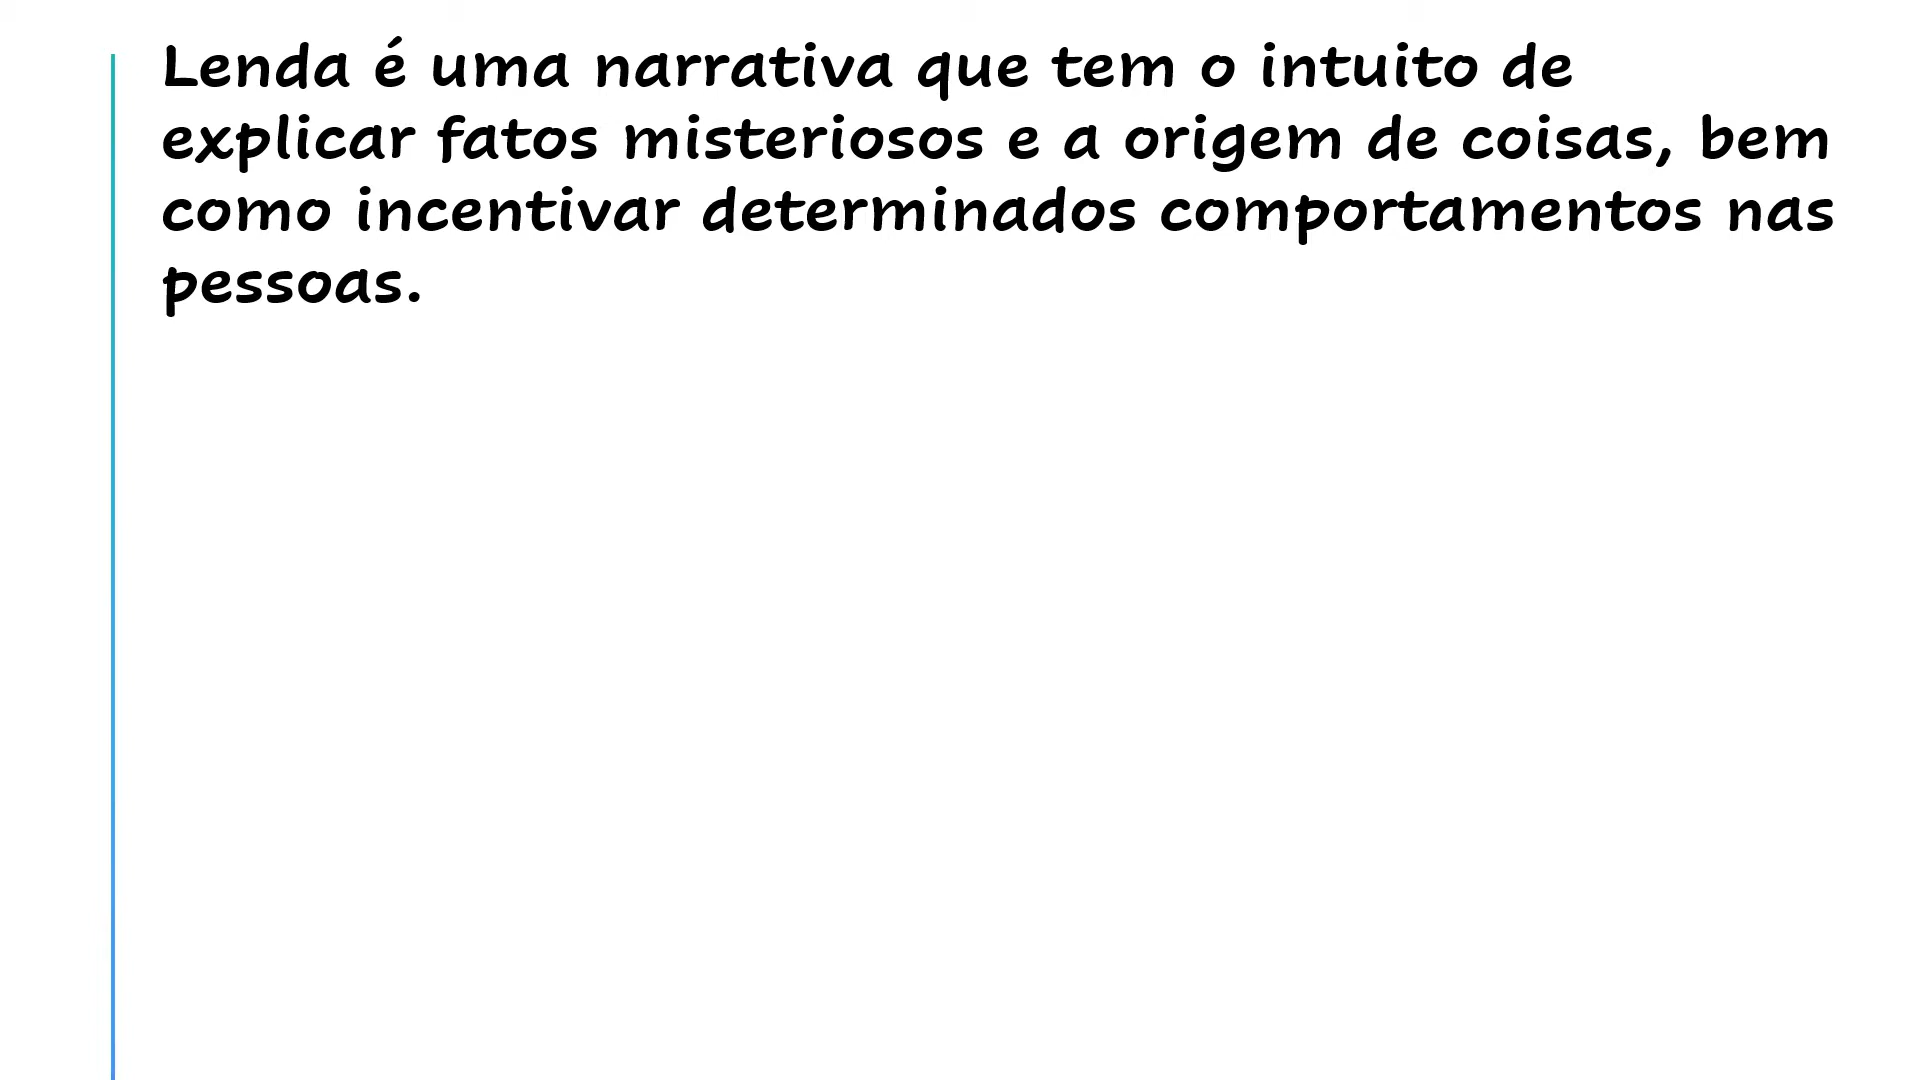 Lenda é uma narrativa que tem o intuito de
explicar fatos misteriosos e a origem de coisas, bem
como incentivar determinados comportamentos nas
pessoas.